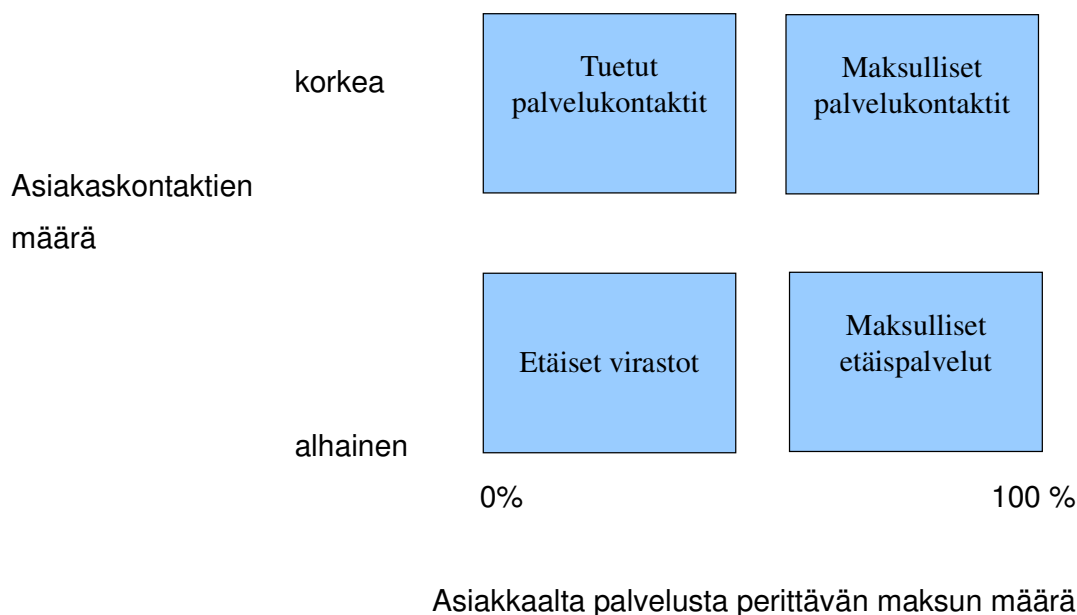 korkea
Tuetut
palvelukontaktit
Maksulliset
palvelukontaktit
Asiakaskontaktien
määrä
Etäiset virastot
Maksulliset
etäispalvelut
alhainen
0%
100 %
Asiakkaalta palvelusta perittävän maksun määrä